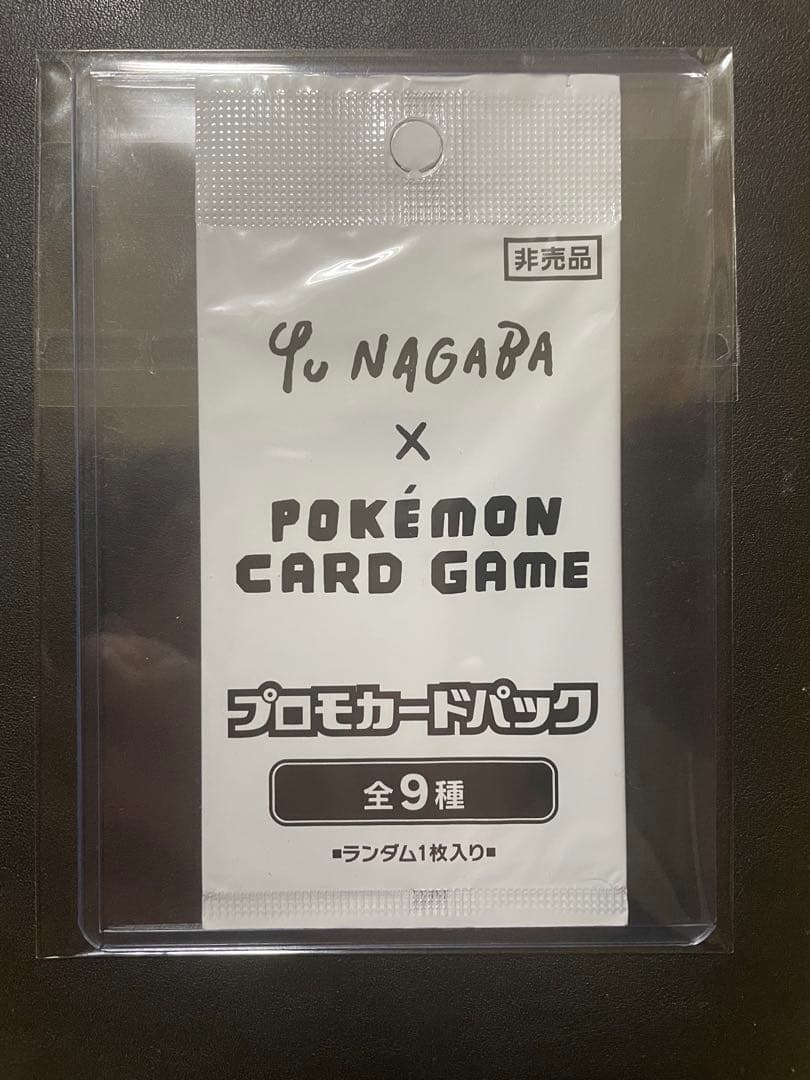 非売品
Yu NAGABA
×
POKÉMON
CARD GAME
プロモカードパック
全9種
■ランダム1枚入り■